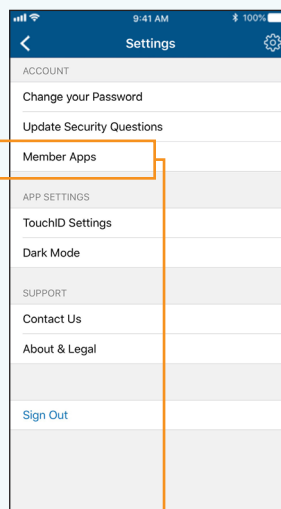 9:41 AM
100%
Settings
ACCOUNT
Change your Password
Update Security Questions
Member Apps
APP SETTINGS
TouchID Settings
Dark Mode
SUPPORT
Contact Us
About & Legal
Sign Out